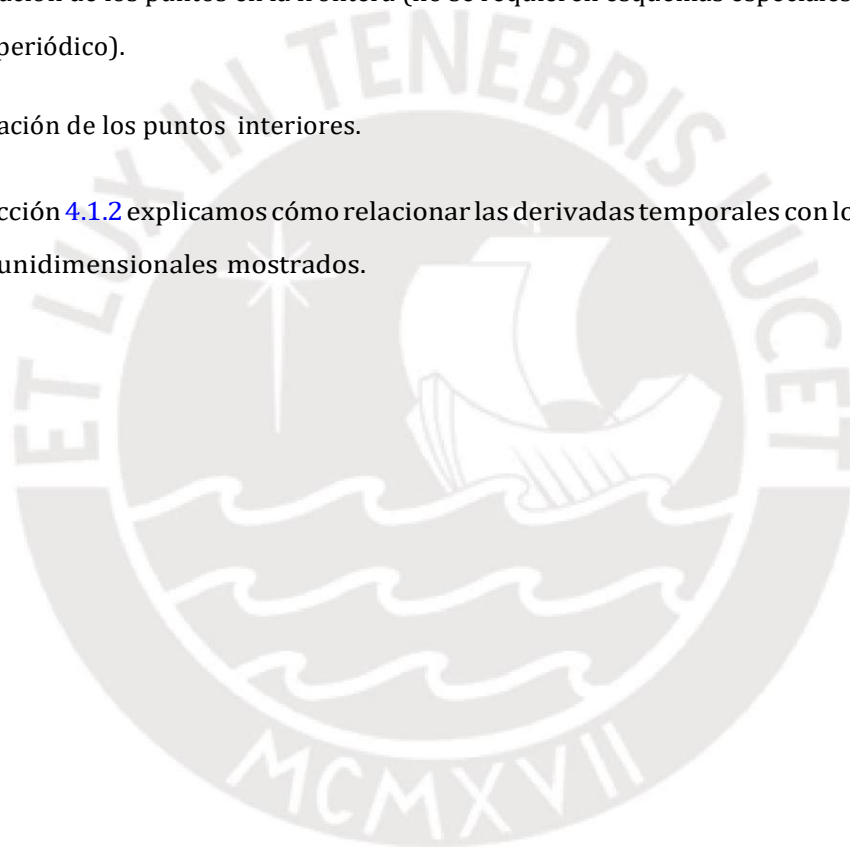 periódico).
ación de los puntos interiores.
cción 4.1.2 explicamos cómo relacionar las derivadas temporales con lo
unidimensionales mostrados.
ET LUX IN TENEBRIS LUCET
MCMXVII